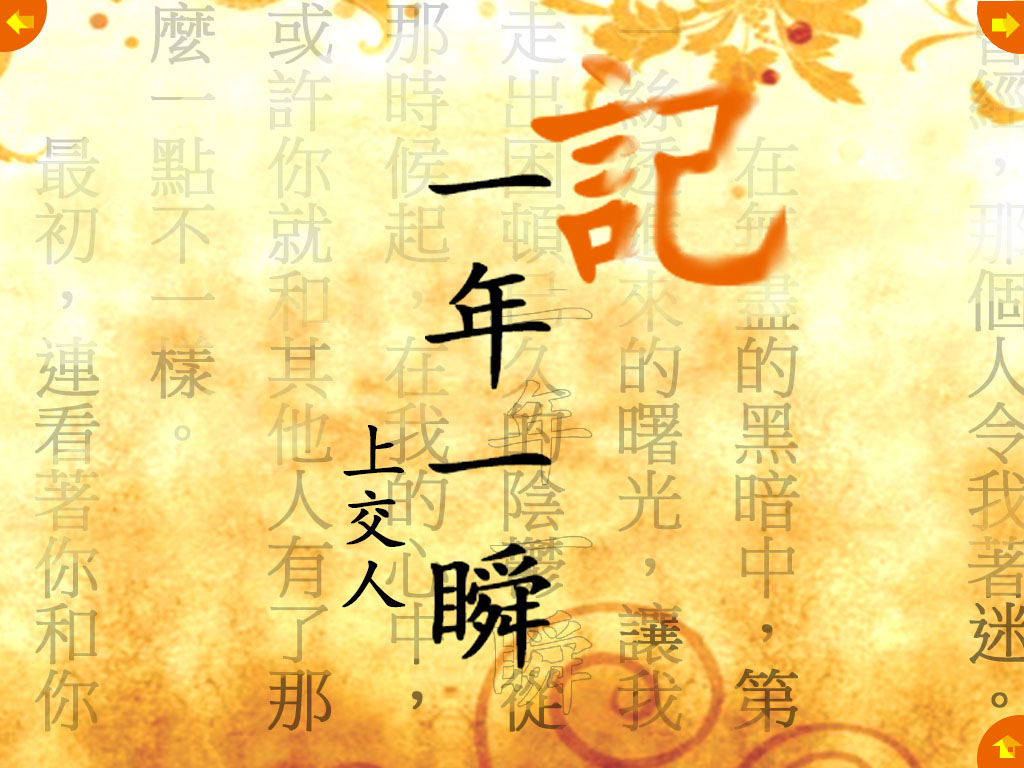 記
一年一瞬
上交人
曾經，那個人令我著迷。
在無盡的黑暗中，第
一絲透進來的曙光，讓我
走出困頓已久的陰鬱。從
那時候起，在我的心中，
或許你就和其他人有了那
麼一點不一樣。
最初，連看著你和你